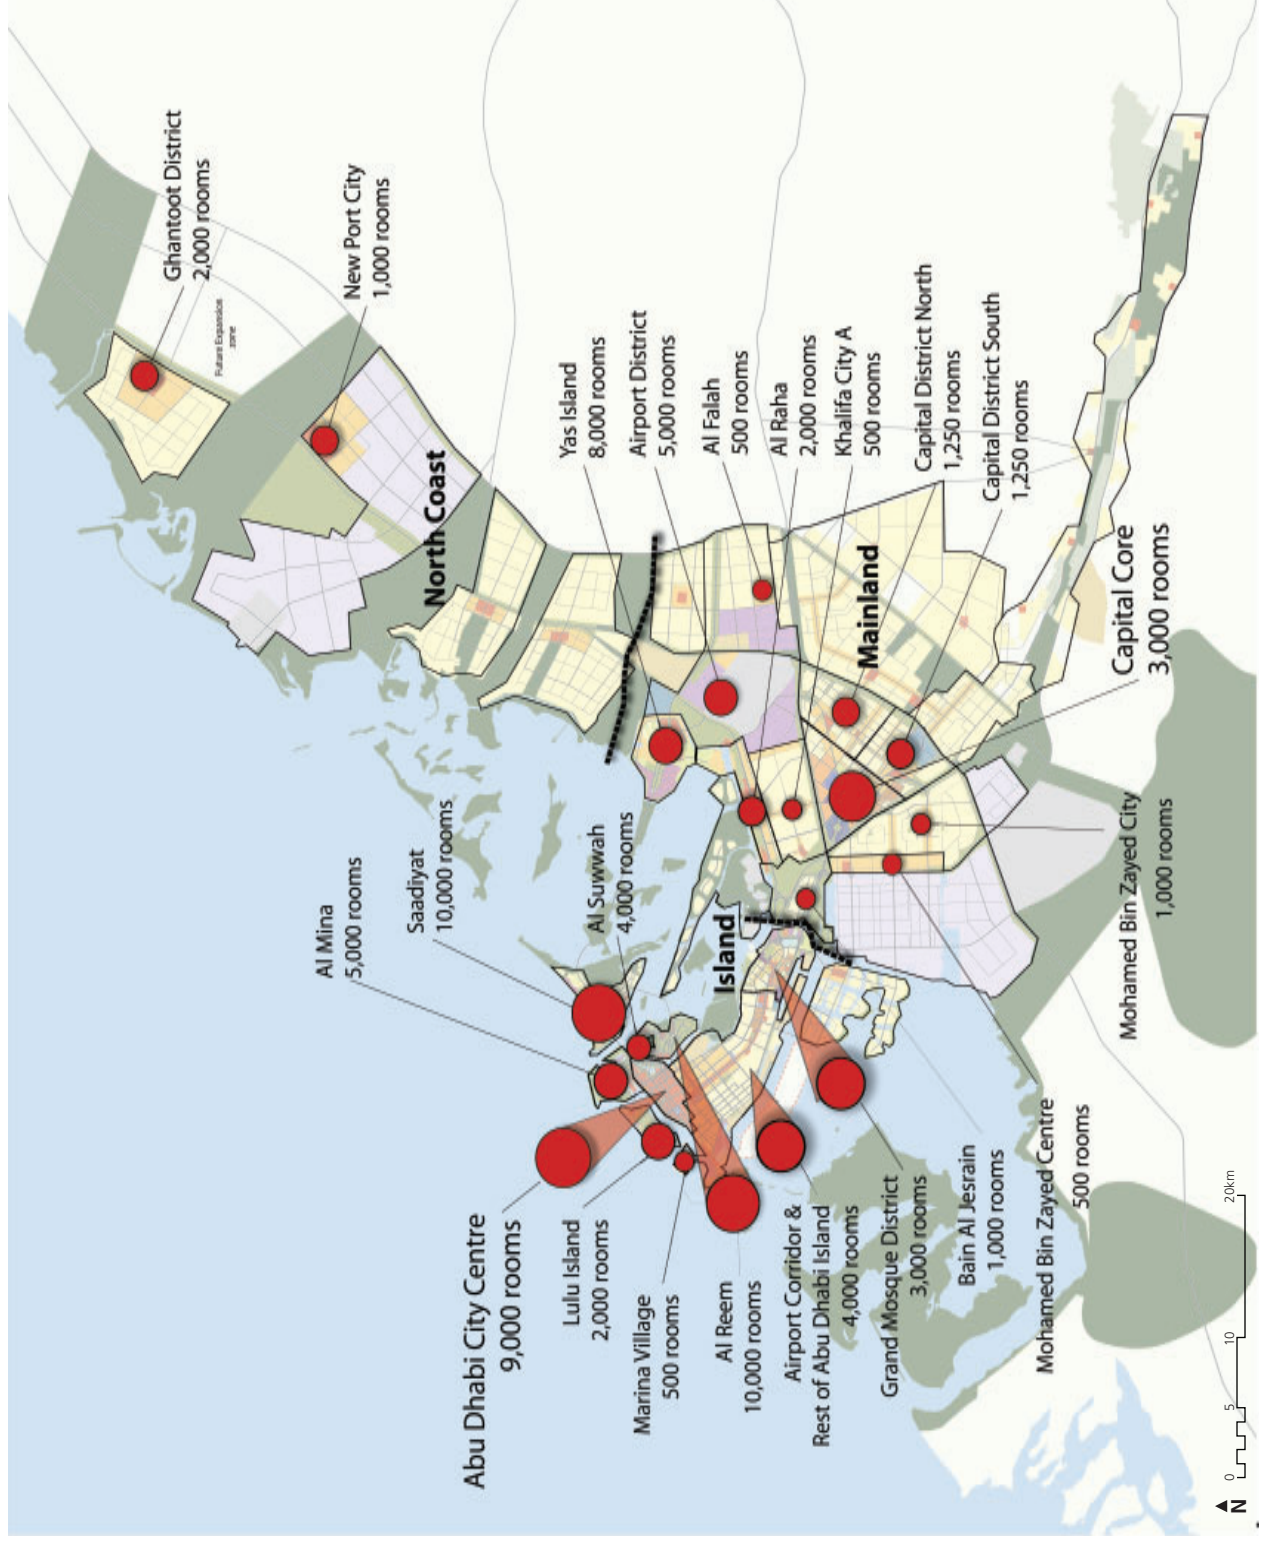 Ghantoot District
2,000 rooms
New Port City
1,000 rooms
Future Expansion
zone
North Coast
Yas Island
8,000 rooms
Airport District
5,000 rooms
Al Falah
500 rooms
Al Raha
2,000 rooms
Khalifa City A
500 rooms
Capital District North
1,250 rooms
Capital District South
1,250 rooms
Mainland
Capital Core
3,000 rooms
Al Mina
5,000 rooms
Saadiyat
10,000 rooms
Al Suwwah
4,000 rooms
Island
Mohamed Bin Zayed City
1,000 rooms
Abu Dhabi City Centre
9,000 rooms
Lulu Island
2,000 rooms
Marina Village
500 rooms
Al Reem
10,000 rooms
Airport Corridor &
Rest of Abu Dhabi Island
4,000 rooms
Grand Mosque District
3,000 rooms
Bain Al Jesrain
1,000 rooms
Mohamed Bin Zayed Centre
500 rooms
N
0 5 10 20km